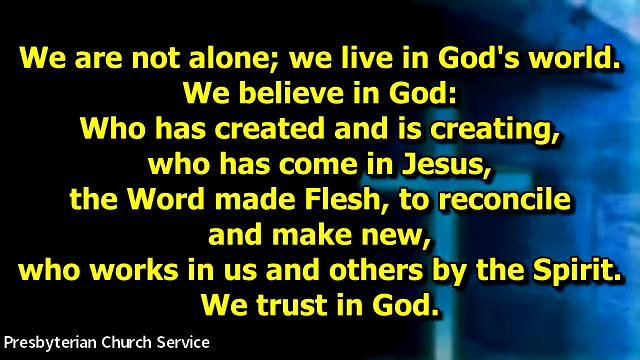 We are not alone; we live in God's world.
We believe in God:
Who has created and is creating,
who has come in Jesus,
the Word made Flesh, to reconcile
and make new,
who works in us and others by the Spirit.
We trust in God.
Presbyterian Church Service